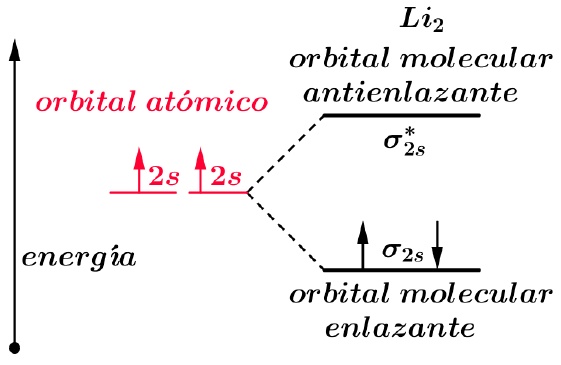 Li₂
orbital molecular
antienlazante
orbital atómico
σ*₂ₛ
2s 2s
energía
σ₂ₛ
orbital molecular
enlazante